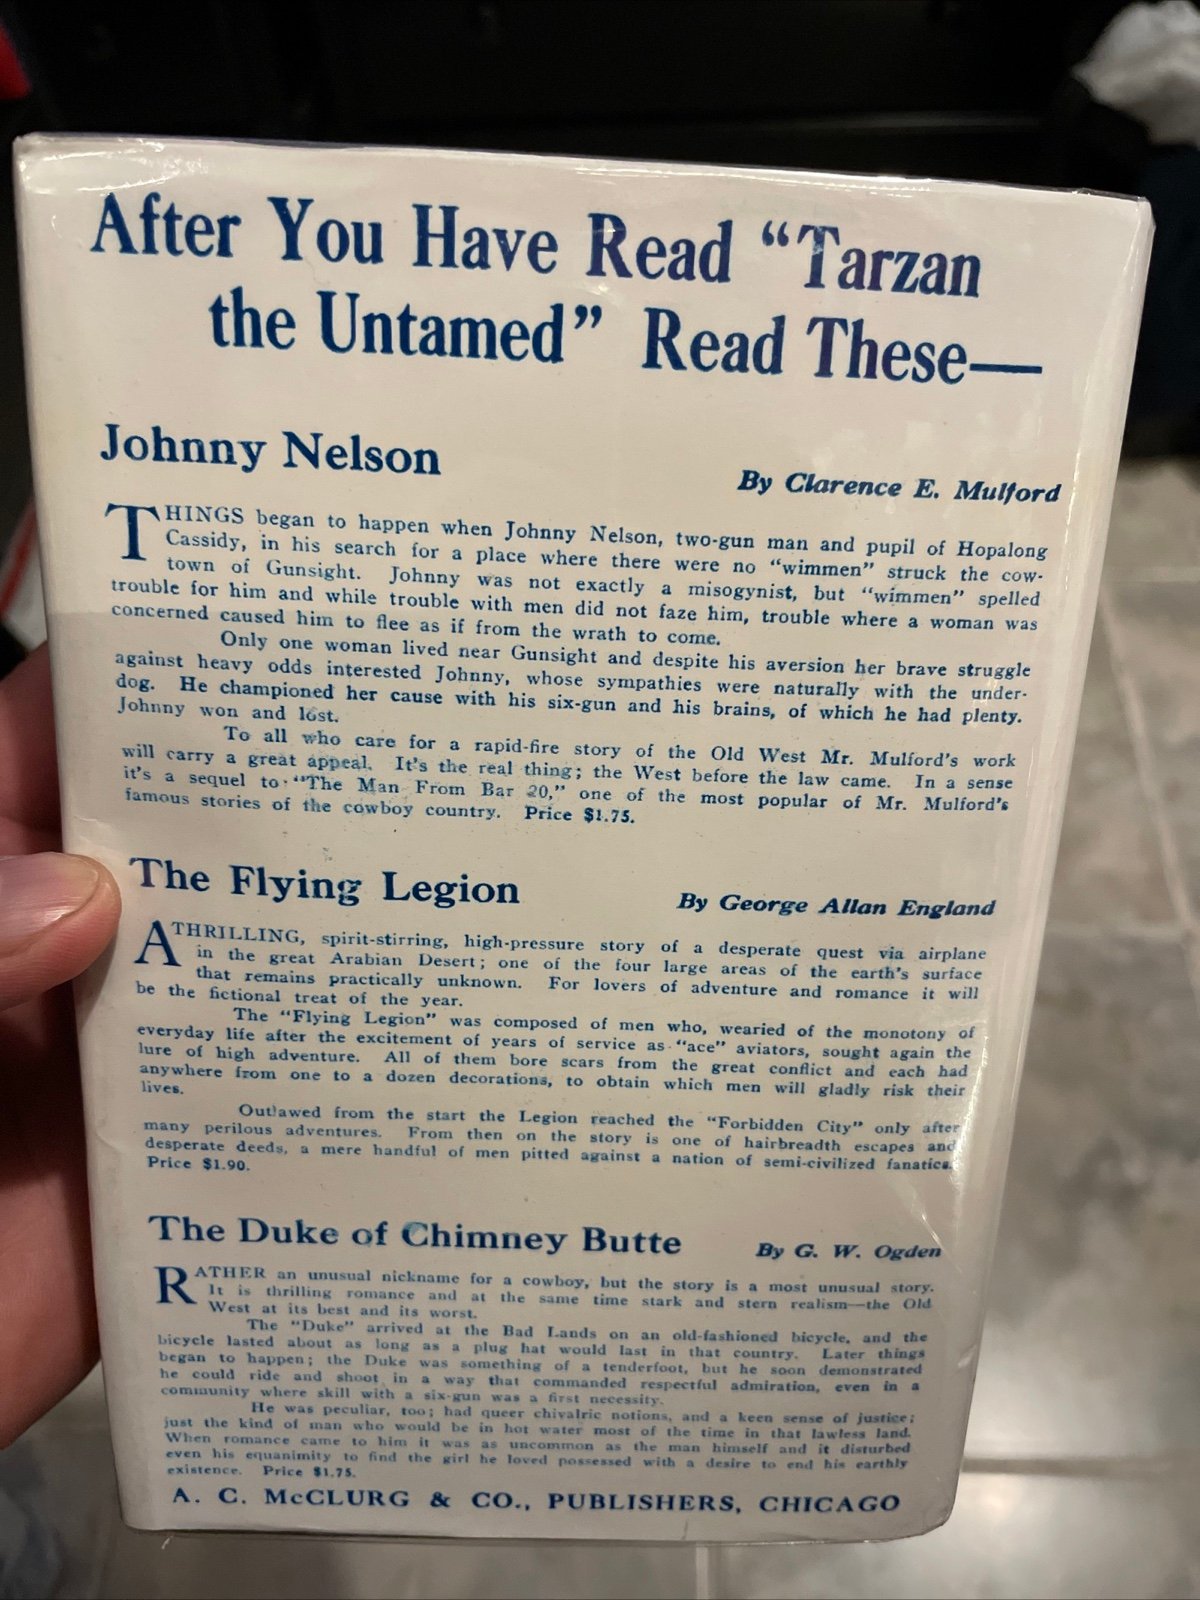 After You Have Read “Tarzan
the Untamed” Read These—
Johnny Nelson
By Clarence E. Mulford
THINGS began to happen when Johnny Nelson, two-gun man and pupil of Hopalong
Cassidy, in his search for a place where there were no “wimmen” struck the cow-
town of Gunsight. Johnny was not exactly a misogynist, but “wimmen” spelled
trouble for him and while trouble with men did not faze him, trouble where a woman was
concerned caused him to flee as if from the wrath to come.
Only one woman lived near Gunsight and despite his aversion her brave struggle
against heavy odds interested Johnny, whose sympathies were naturally with the under-
dog. He championed her cause with his six-gun and his brains, of which he had plenty.
Johnny won and lost.
To all who care for a rapid-fire story of the Old West Mr. Mulford’s work
will carry a great appeal. It’s the real thing; the West before the law came. In a sense
it’s a sequel to “The Man From Bar 20,” one of the most popular of Mr. Mulford’s
famous stories of the cowboy country. Price $1.75.
The Flying Legion
By George Allan England
A THRILLING, spirit-stirring, high-pressure story of a desperate quest via airplane
in the great Arabian Desert; one of the four large areas of the earth’s surface
that remains practically unknown. For lovers of adventure and romance it will
be the fictional treat of the year.
The “Flying Legion” was composed of men who, wearied of the monotony of
everyday life after the excitement of years of service as “ace” aviators, sought again the
lure of high adventure. All of them bore scars from the great conflict and each had
anywhere from one to a dozen decorations, to obtain which men will gladly risk their
lives.
Outlawed from the start the Legion reached the “Forbidden City” only after
many perilous adventures. From then on the story is one of hairbreadth escapes and
desperate deeds, a mere handful of men pitted against a nation of semi-civilized fanatics.
Price $1.90.
The Duke of Chimney Butte
By G. W. Ogden
RATHER an unusual nickname for a cowboy, but the story is a most unusual story.
It is thrilling romance and at the same time stark and stern realism—the Old
West at its best and its worst.
The “Duke” arrived at the Bad Lands on an old-fashioned bicycle, and the
bicycle lasted about as long as a plug hat would last in that country. Later things
began to happen; the Duke was something of a tenderfoot, but he soon demonstrated
he could ride and shoot in a way that commanded respectful admiration, even in a
community where skill with a six-gun was a first necessity.
He was peculiar, too; had queer chivalric notions, and a keen sense of justice;
just the kind of man who would be in hot water most of the time in that lawless land.
When romance came to him it was as uncommon as the man himself and it disturbed
even his equanimity to find the girl he loved possessed with a desire to end his earthly
existence. Price $1.75.
A. C. McCLURG & CO., PUBLISHERS, CHICAGO